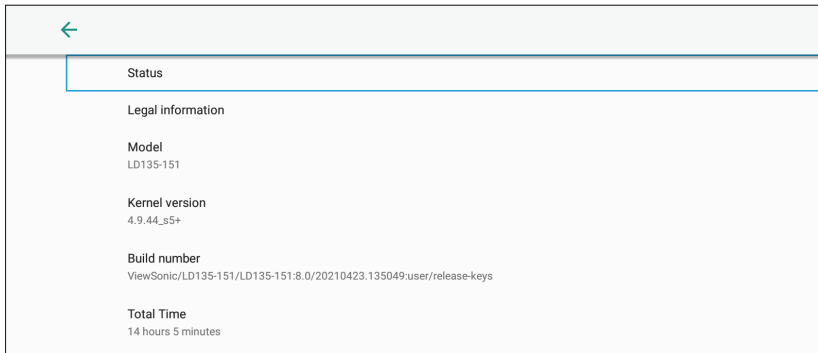 Status
Legal information
Model
LD135-151
Kernel version
4.9.44_s5+
Build number
ViewSonic/LD135-151/LD135-151:8.0/20210423.135049:user/release-keys
Total Time
14 hours 5 minutes